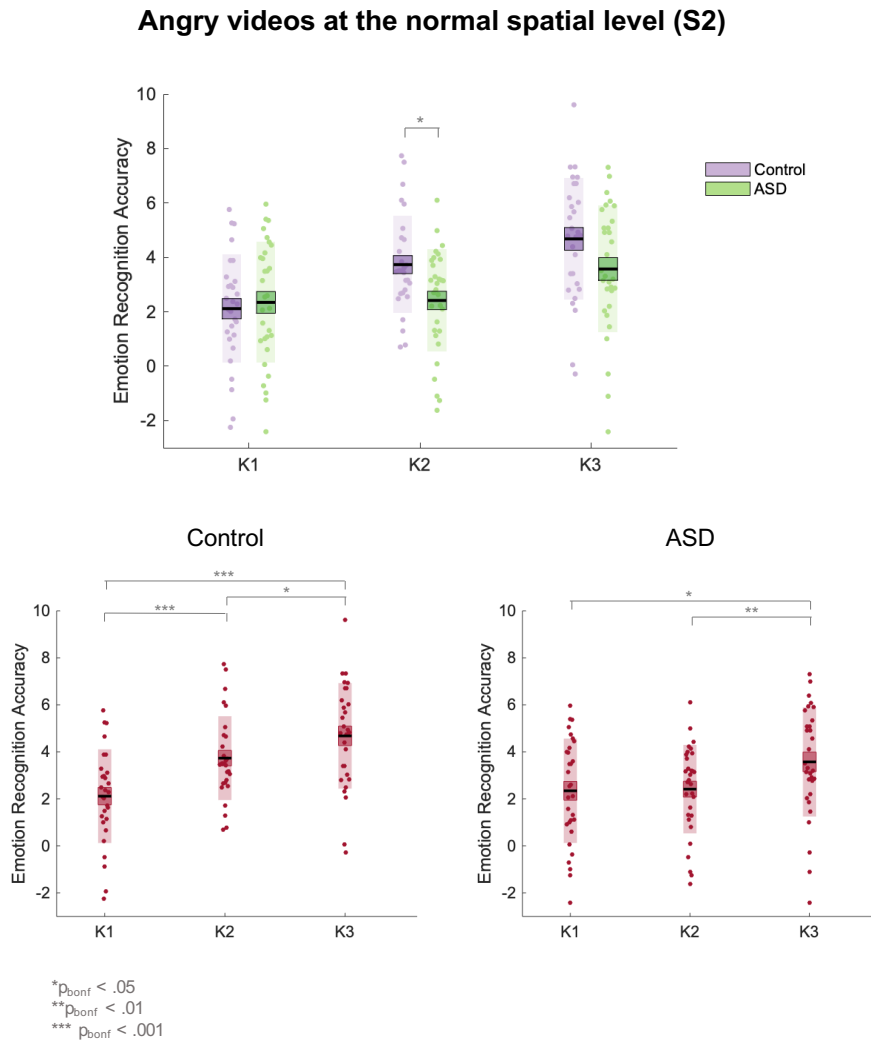 Angry videos at the normal spatial level (S2)
Emotion Recognition Accuracy
10
8
6
4
2
0
-2
*
K1
K2
K3
Control
ASD
Control
Emotion Recognition Accuracy
10
8
6
4
2
0
-2
***
***
*
K1
K2
K3
ASD
Emotion Recognition Accuracy
10
8
6
4
2
0
-2
*
**
K1
K2
K3
*pbonf < .05
**pbonf < .01
*** pbonf < .001